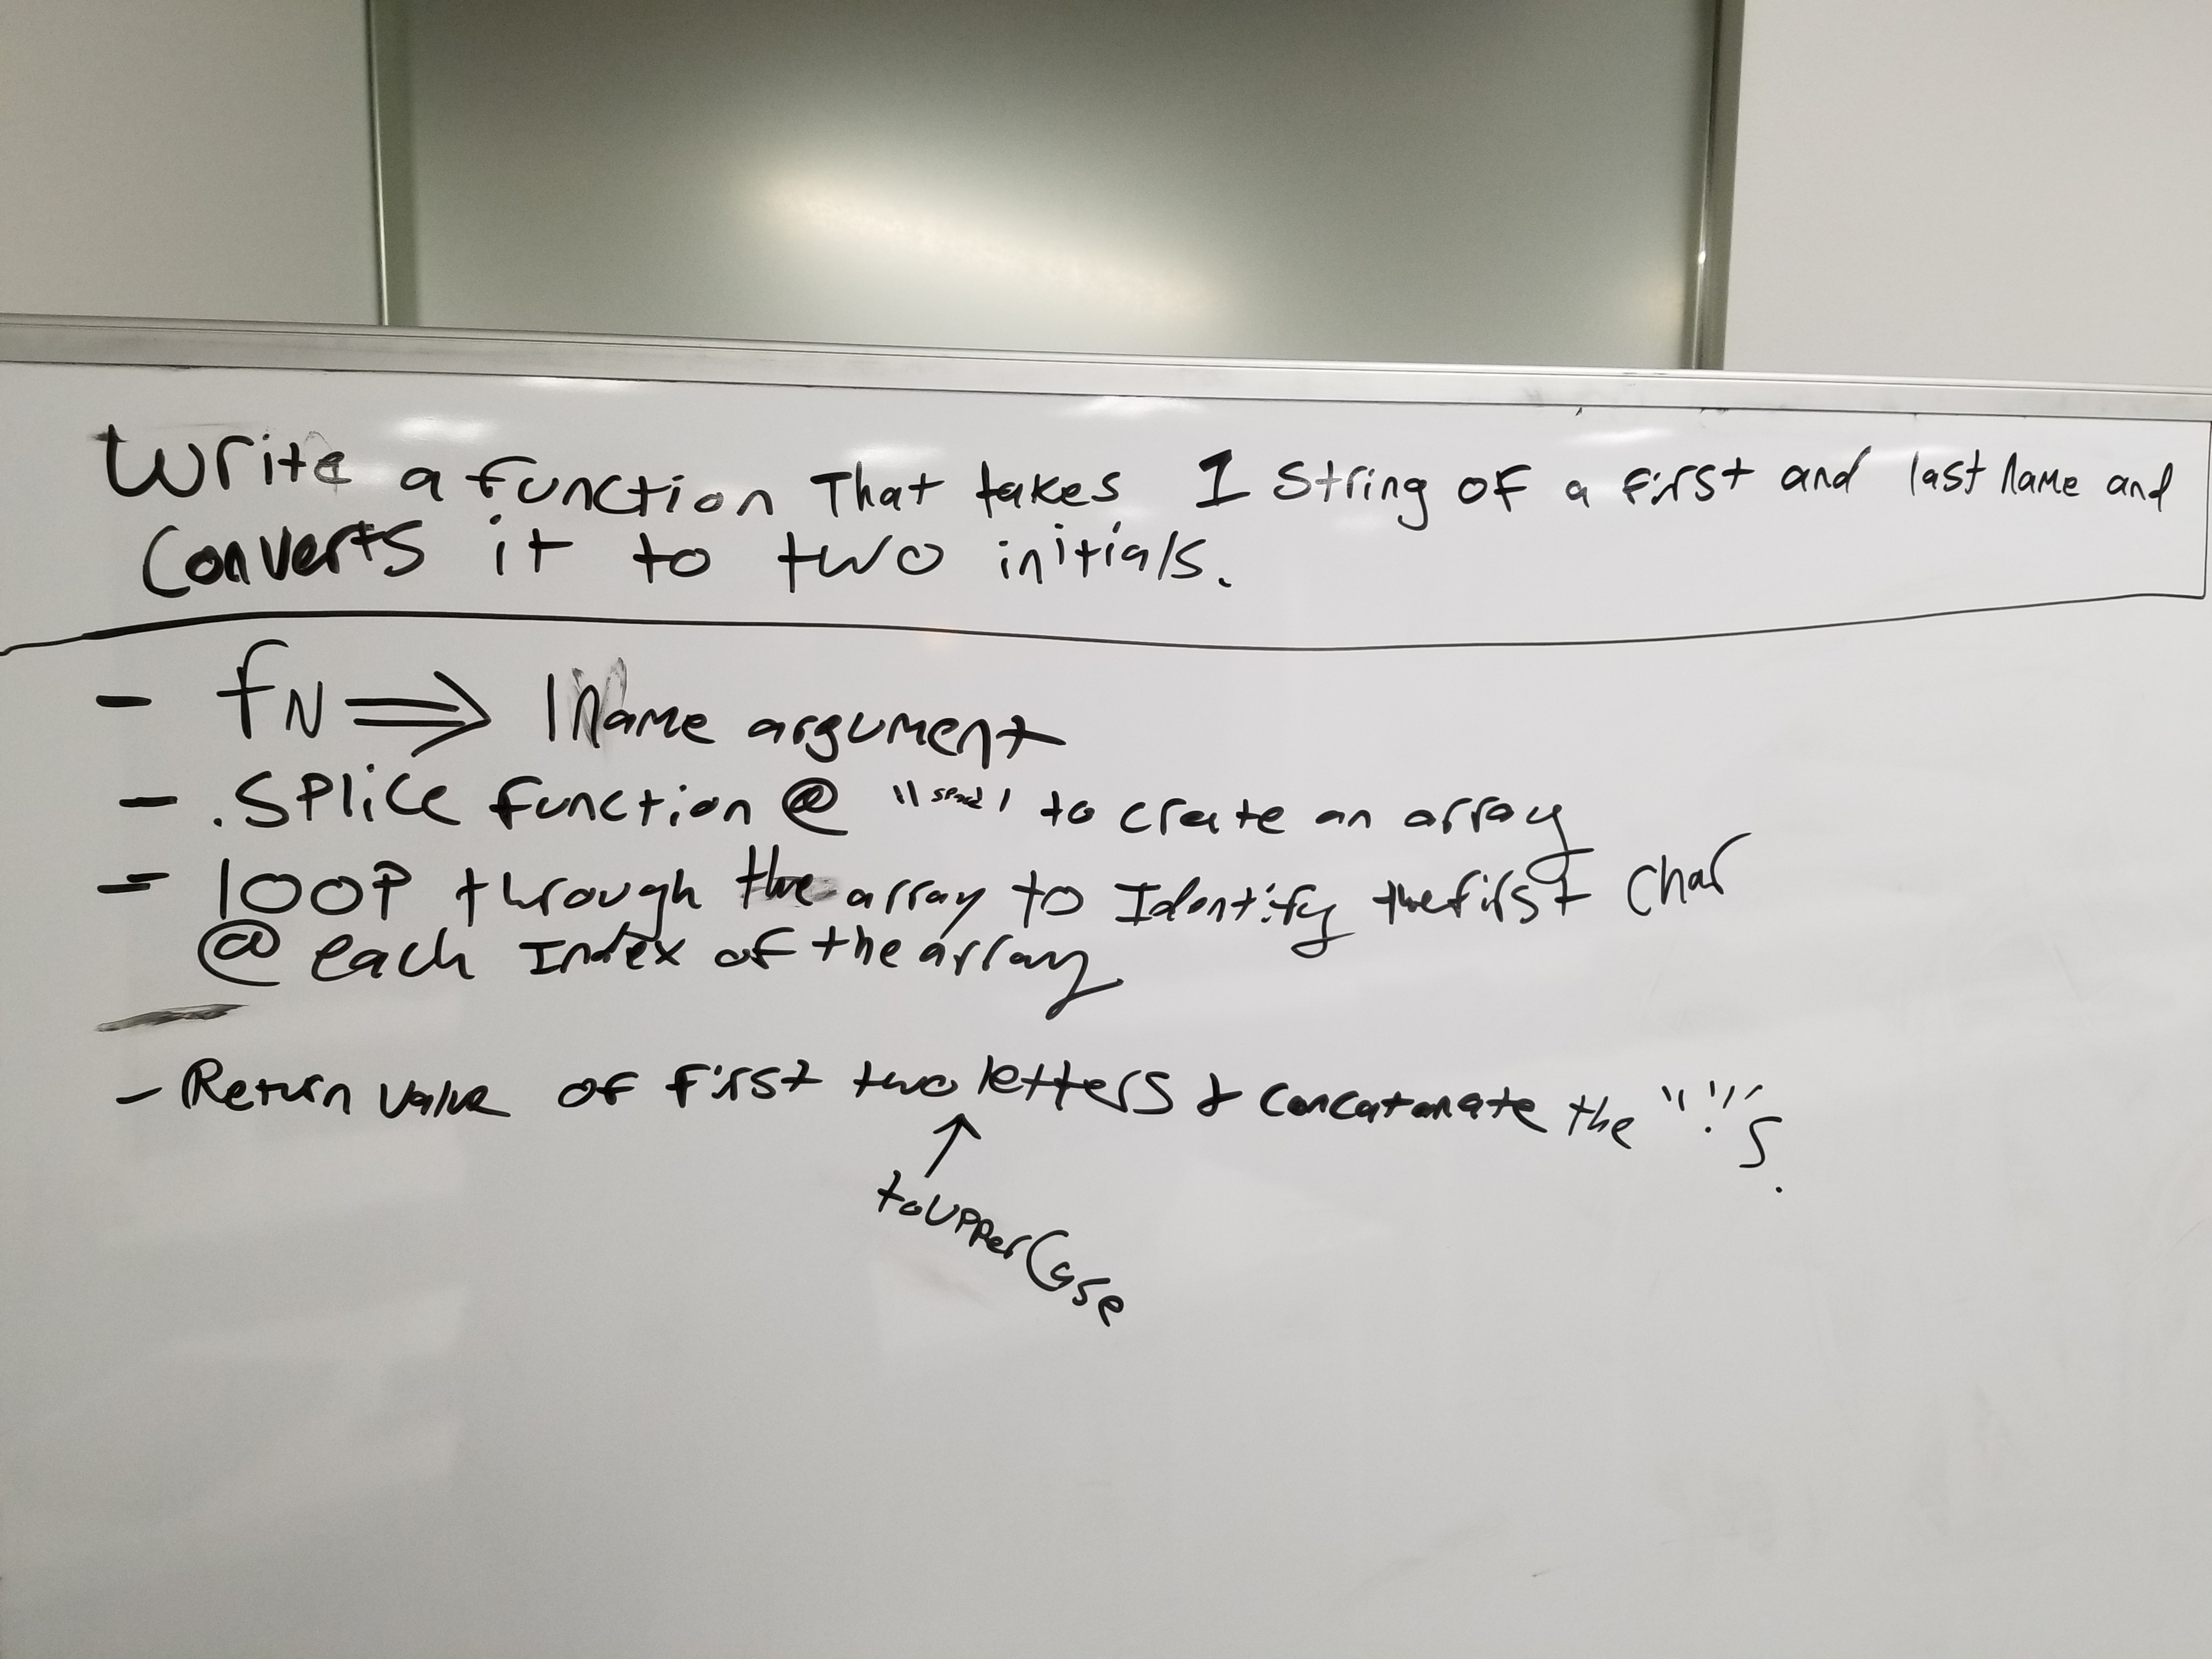 Write a function That takes 1 String of a first and last name and
Converts it to two initials.
- fN ⟹ 1 Name argument
- .Splice function @ "space" to create an array
- loop through the array to Identify the first char
@ each Index of the array
- Return value of first two letters & concatanate the "."s.
↑
toUpperCase